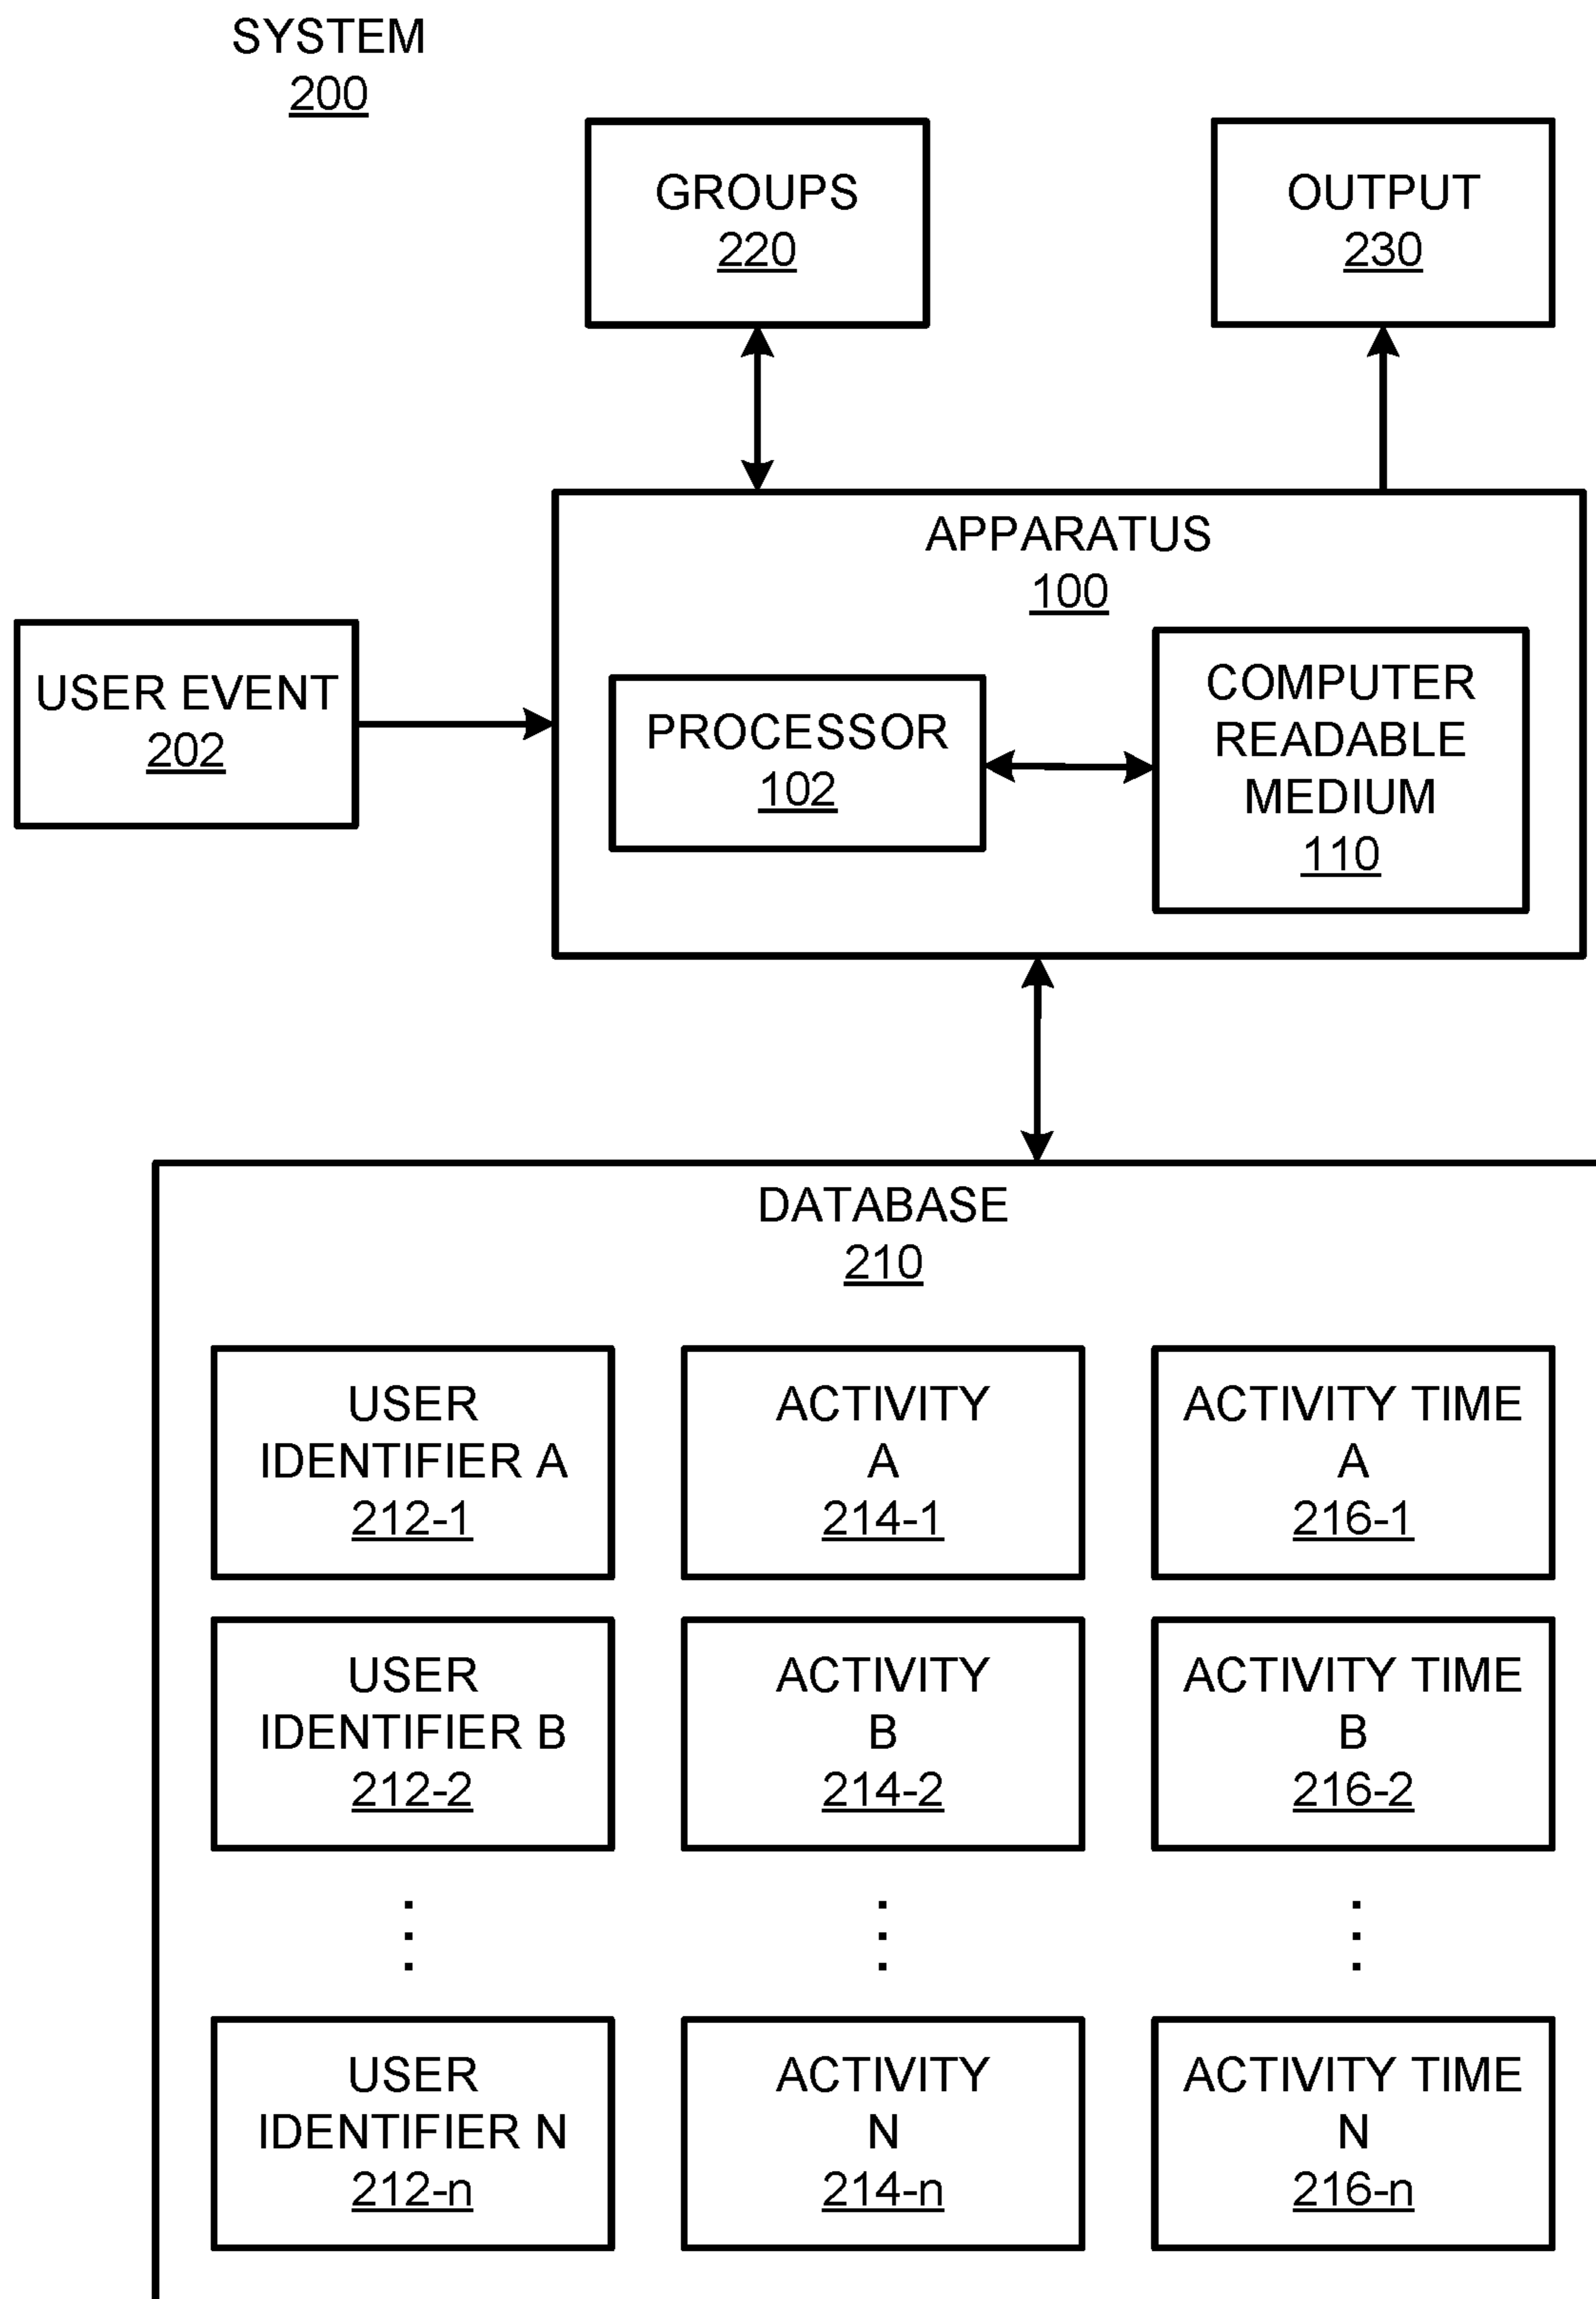 SYSTEM
200
GROUPS
220
OUTPUT
230
APPARATUS
100
USER EVENT
202
PROCESSOR
102
COMPUTER
READABLE
MEDIUM
110
DATABASE
210
USER
IDENTIFIER A
212-1
ACTIVITY
A
214-1
ACTIVITY TIME
A
216-1
USER
IDENTIFIER B
212-2
ACTIVITY
B
214-2
ACTIVITY TIME
B
216-2
USER
IDENTIFIER N
212-n
ACTIVITY
N
214-n
ACTIVITY TIME
N
216-n